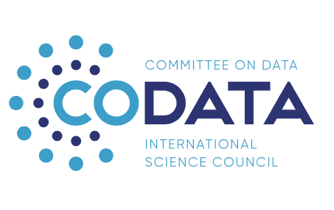 COMMITTEE ON DATA
CODATA
INTERNATIONAL
SCIENCE COUNCIL